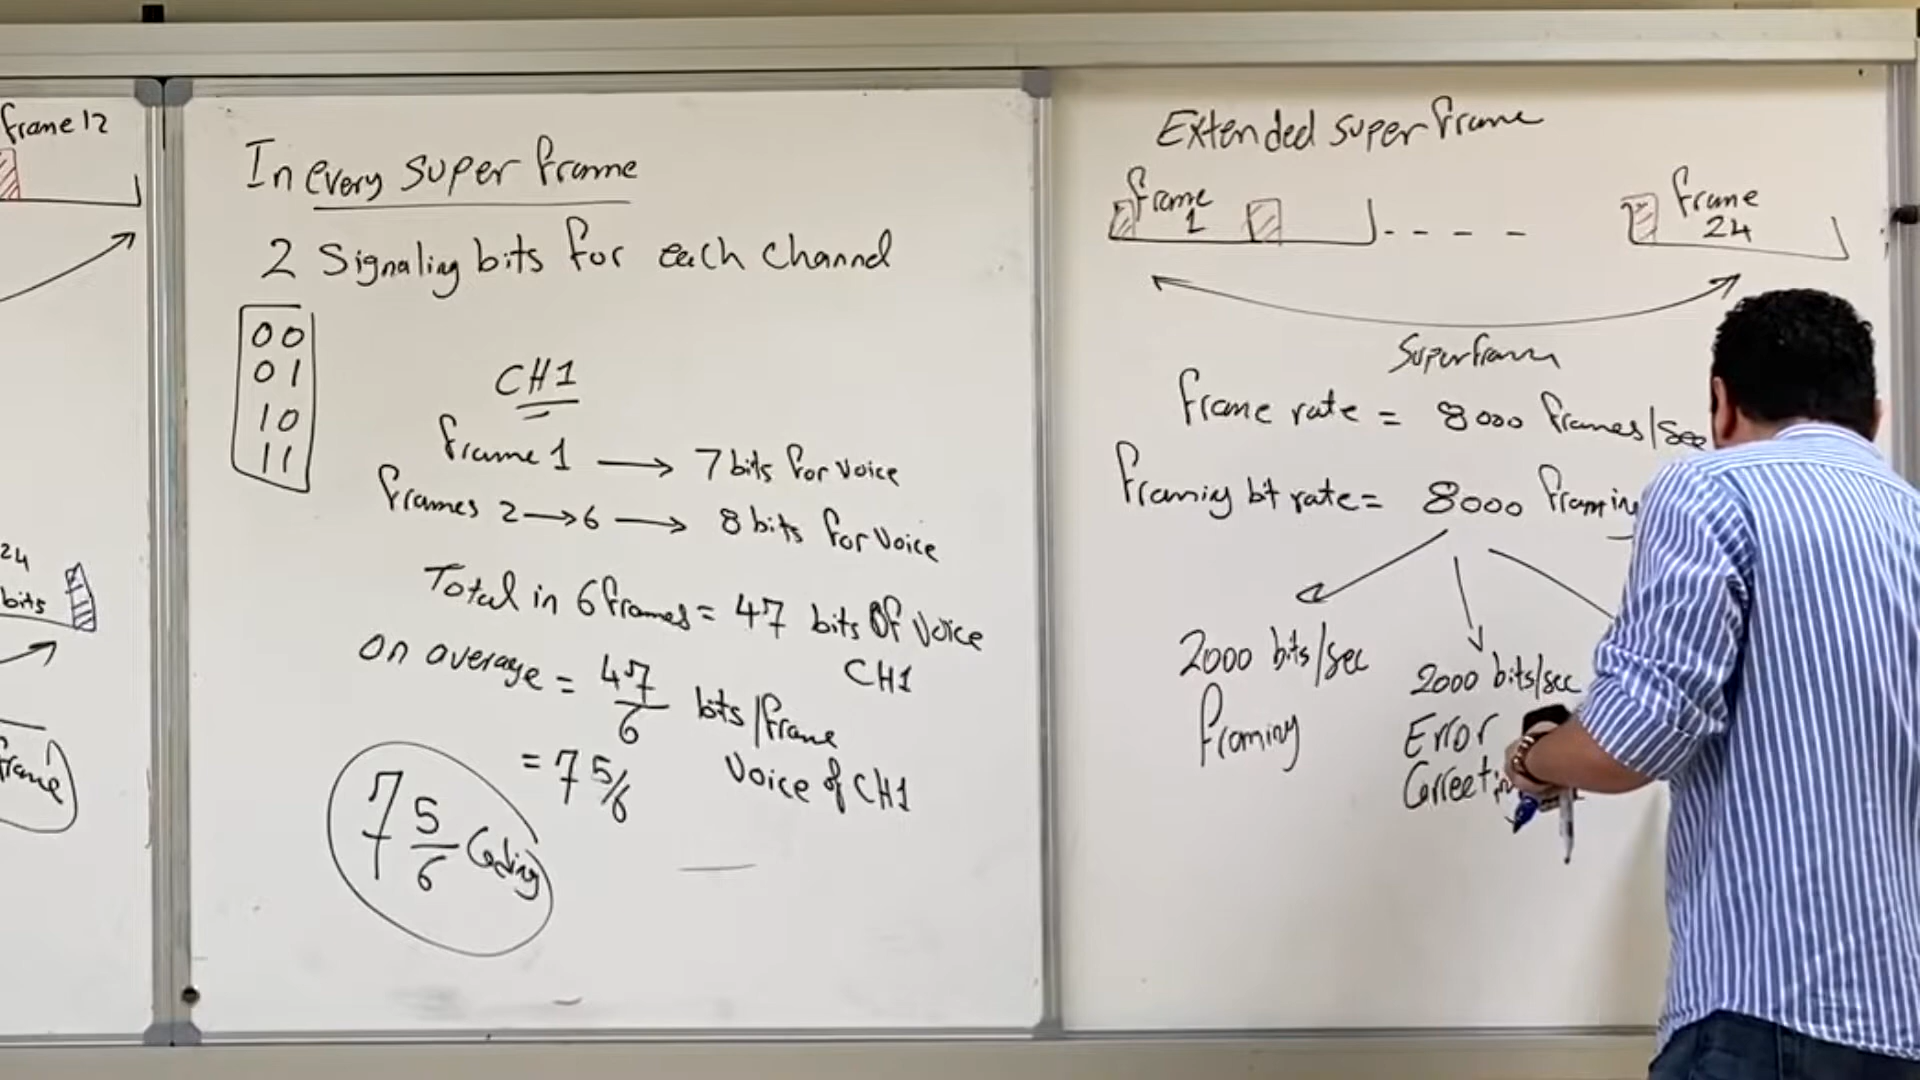 frame 12
24
bits
frame
In every super frame
2 Signaling bits for each channel
00
01
10
11
CH1
frame 1 → 7 bits for voice
frames 2→6 → 8 bits for voice
Total in 6 frames = 47 bits of voice
CH1
on average = 47/6 bits/frame
= 7 5/6 voice of CH1
7 5/6 coding
Extended superframe
frame 1
frame 24
Superframe
frame rate = 8000 frames/sec
Framing bit rate = 8000 framing
2000 bits/sec
framing
2000 bits/sec
Error